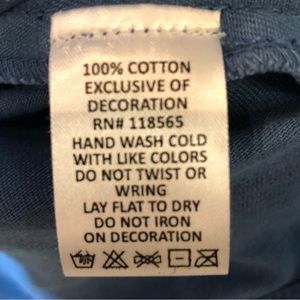 100% COTTON
EXCLUSIVE OF
DECORATION
RN# 118565
HAND WASH COLD
WITH LIKE COLORS
DO NOT TWIST OR
WRING
LAY FLAT TO DRY
DO NOT IRON
ON DECORATION